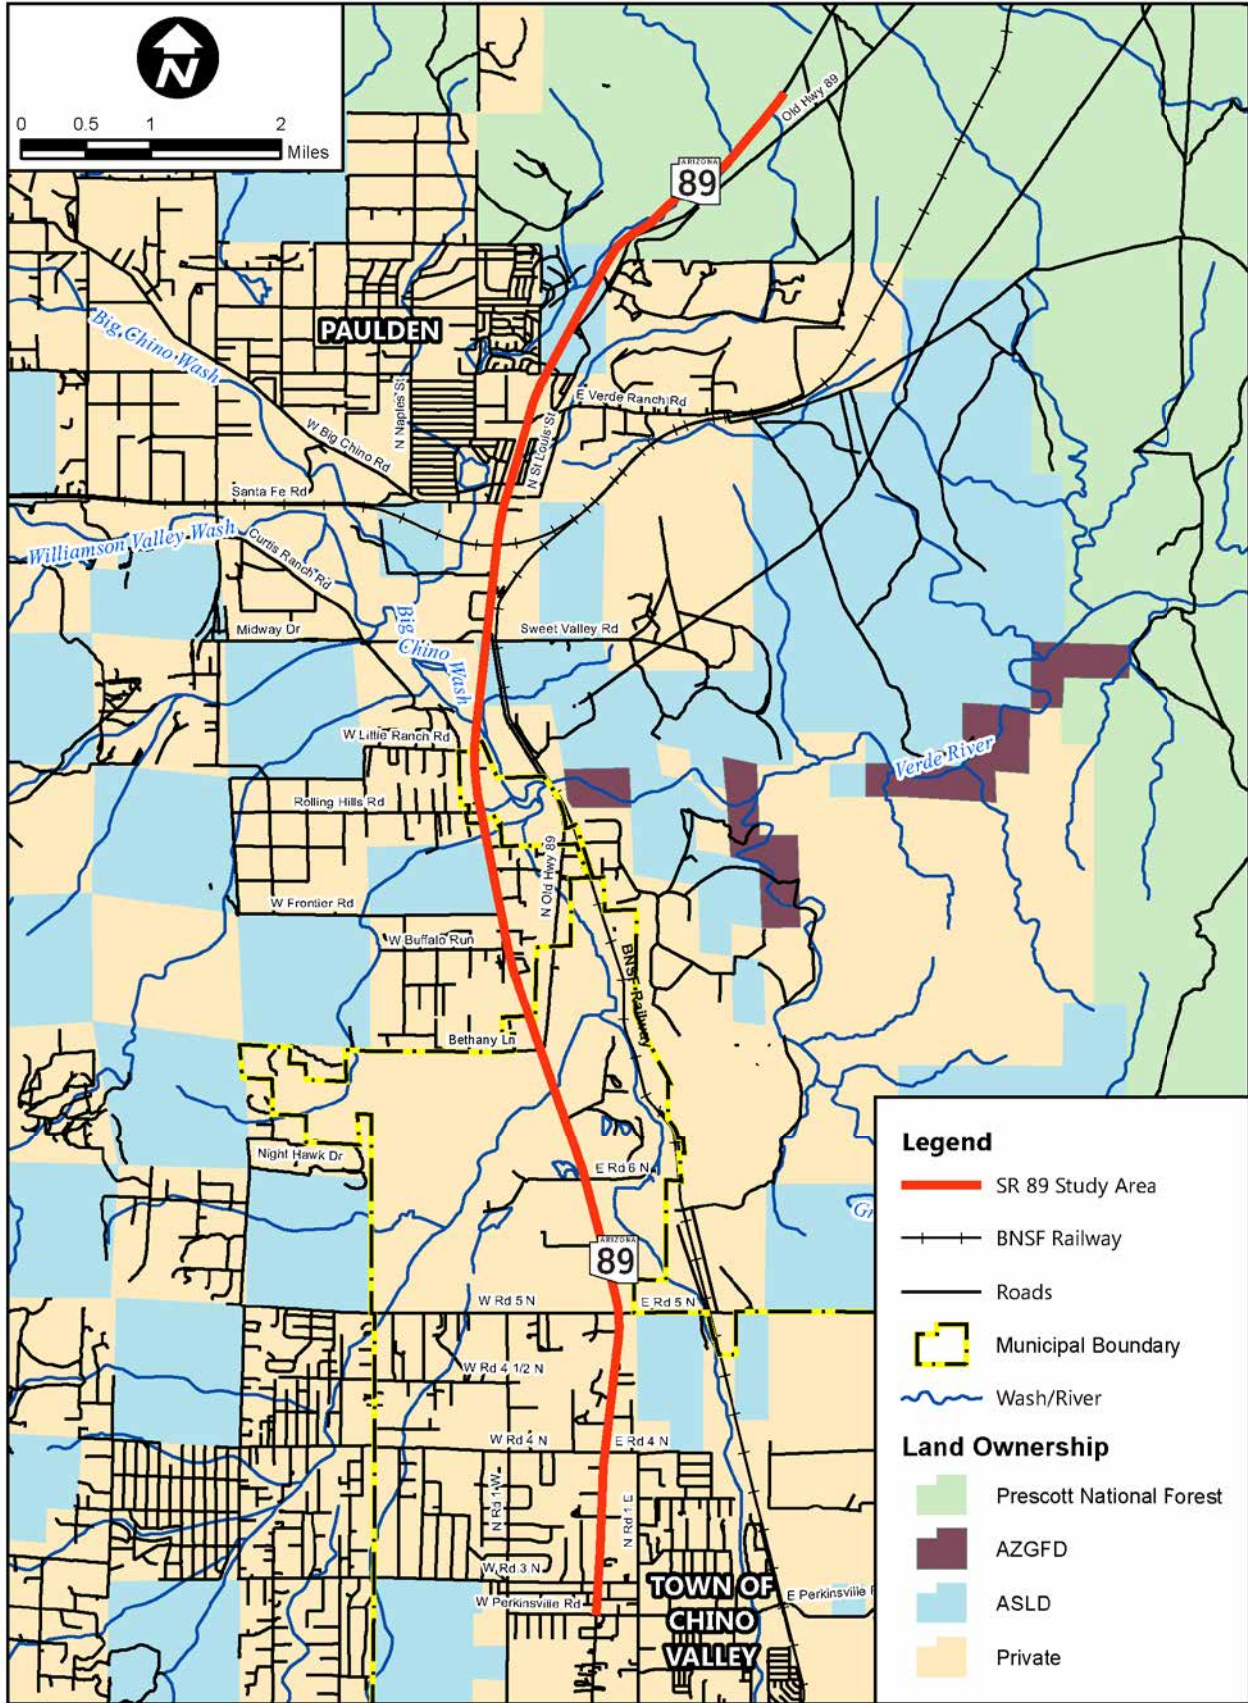 N
0 0.5 1 2
Miles
Old Hwy 89
ARIZONA
89
PAULDEN
Big Chino Wash
E Verde Ranch Rd
N Naples St
N St Louis St
W Big Chino Rd
Santa Fe Rd
Williamson Valley Wash
Curtis Ranch Rd
Midway Dr
Sweet Valley Rd
Big Chino Wash
W Little Ranch Rd
Verde River
Rolling Hills Rd
N Old Hwy 89
W Frontier Rd
W Buffalo Run
BNSF Railway
Bethany Ln
Night Hawk Dr
E Rd 6 N
ARIZONA
89
W Rd 5 N
E Rd 5 N
W Rd 4 1/2 N
W Rd 4 N
E Rd 4 N
N Rd 1 W
N Rd 1 E
W Rd 3 N
W Perkinsville Rd
E Perkinsville
TOWN OF
CHINO
VALLEY
Legend
SR 89 Study Area
BNSF Railway
Roads
Municipal Boundary
Wash/River
Land Ownership
Prescott National Forest
AZGFD
ASLD
Private